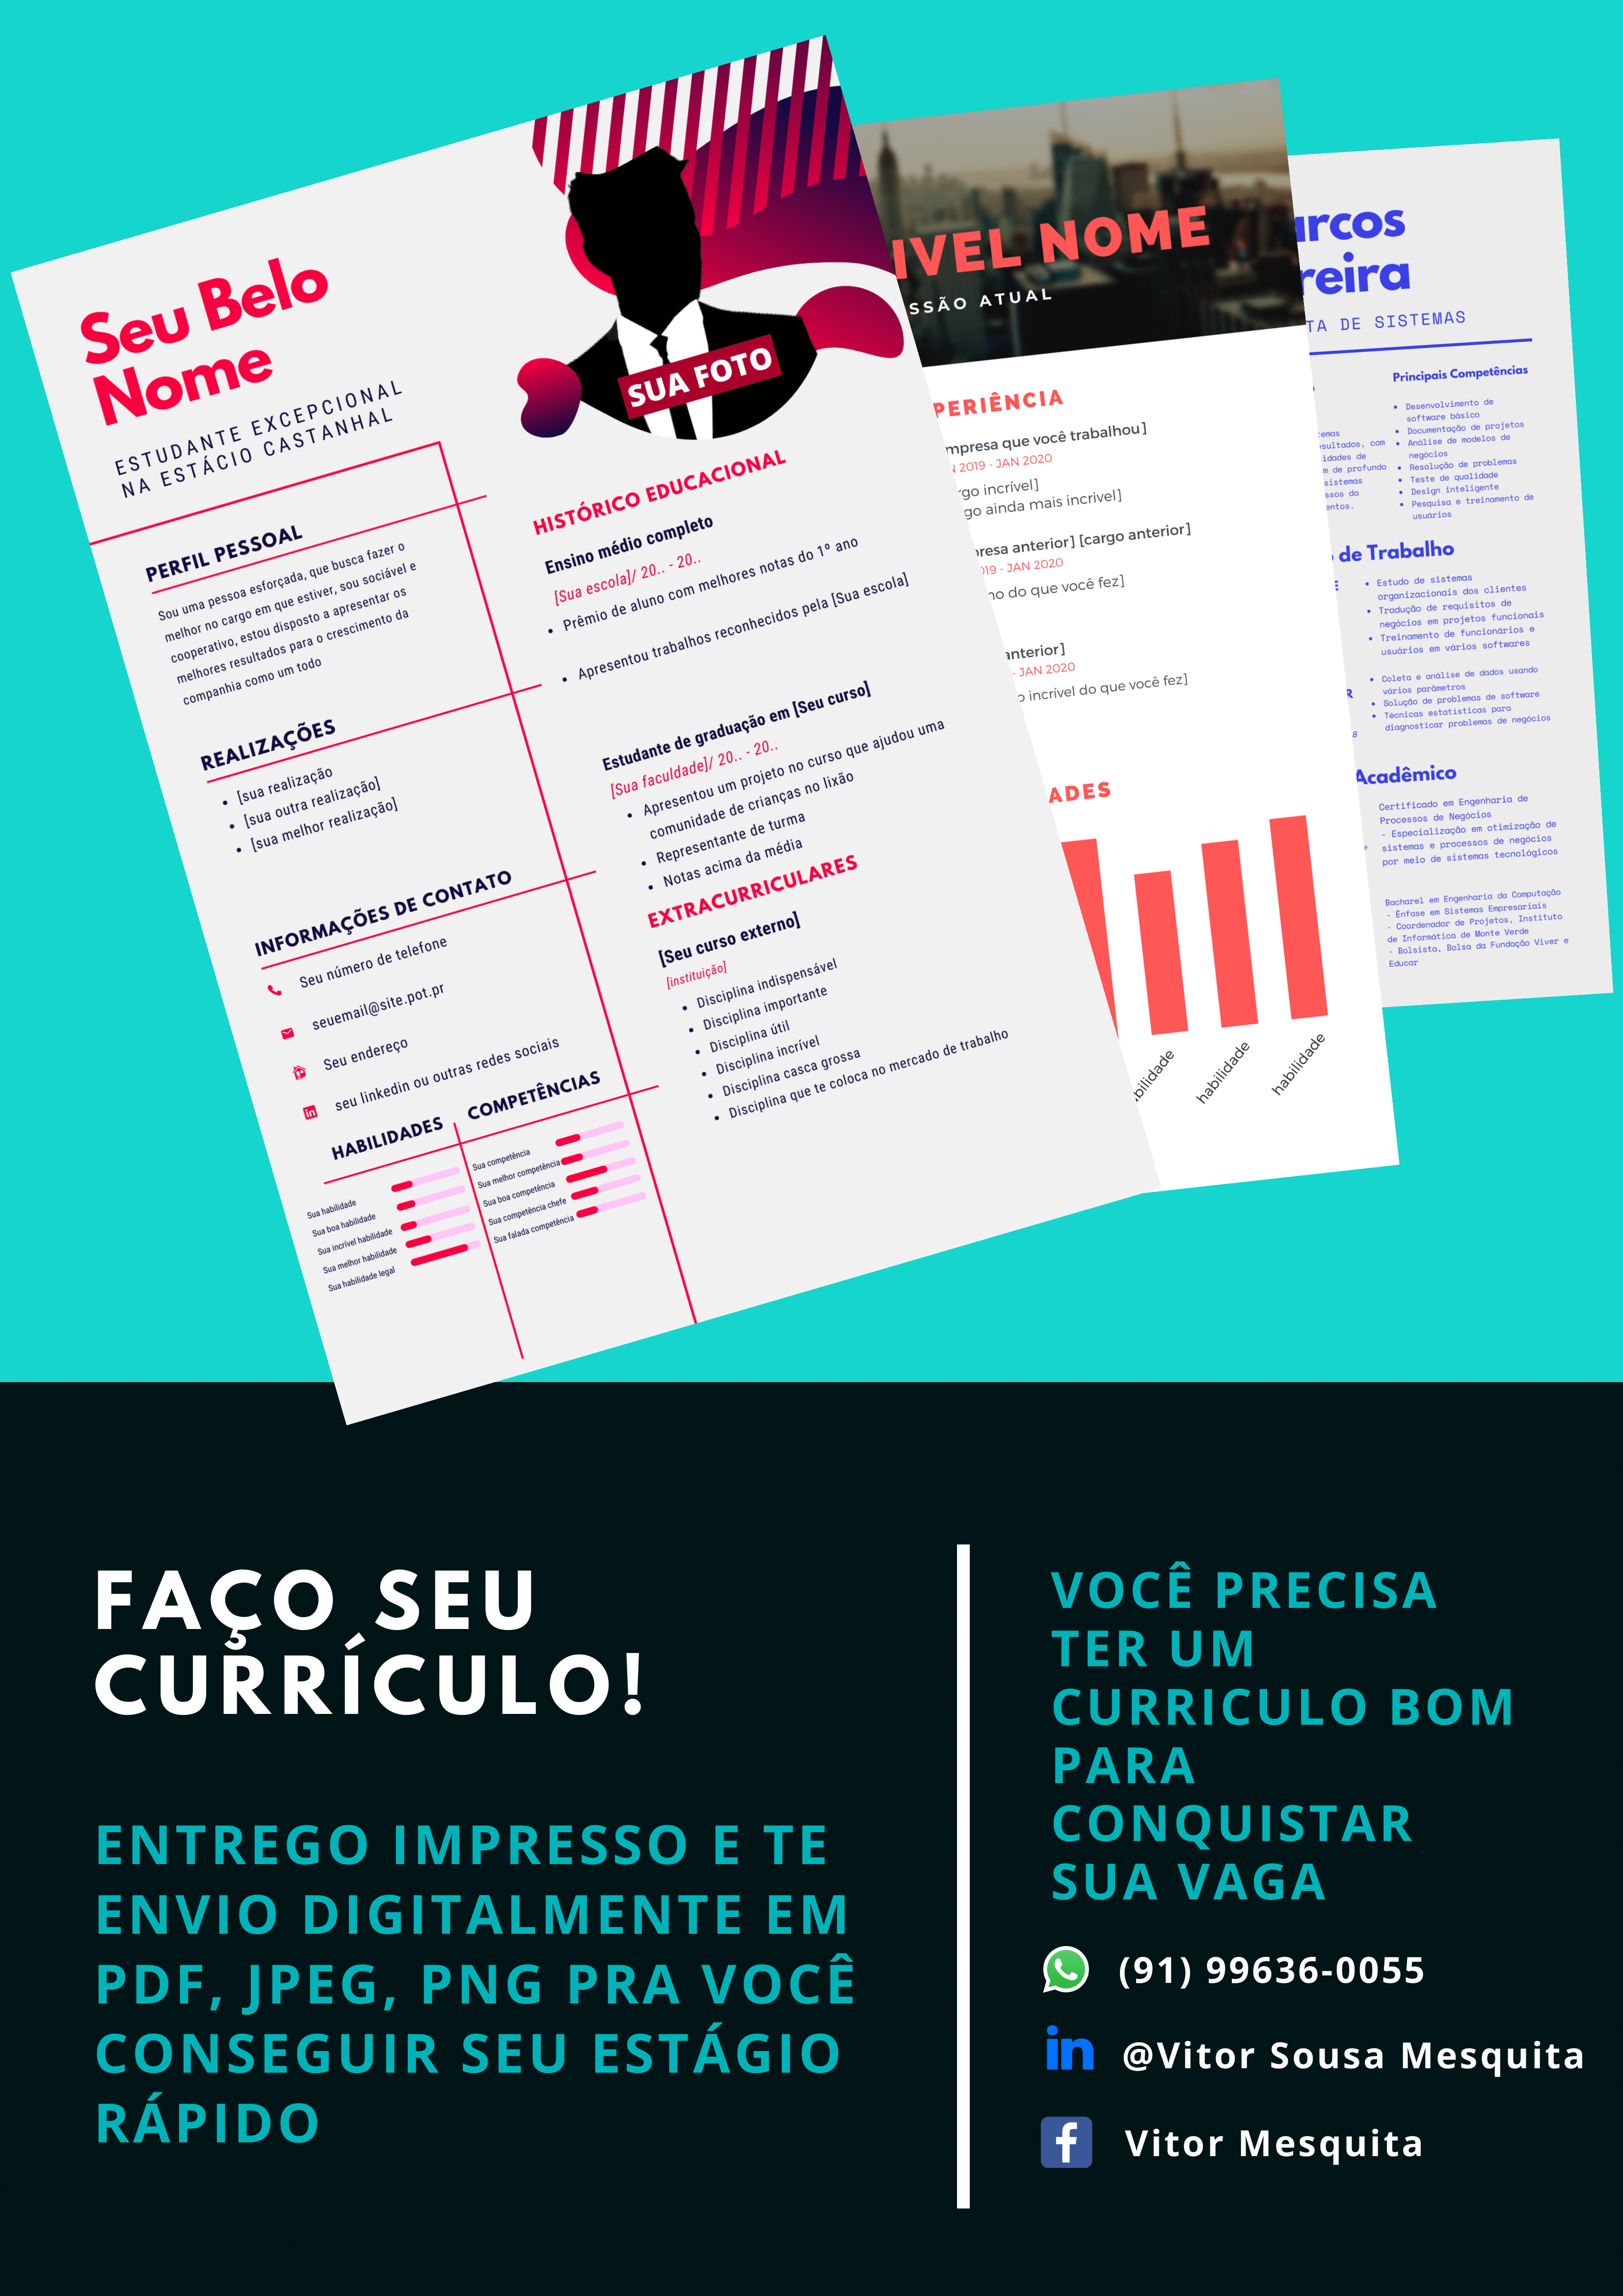 Seu Belo
Nome
ESTUDANTE EXCEPCIONAL
NA ESTÁCIO CASTANHAL
SUA FOTO
PERFIL PESSOAL
Sou uma pessoa esforçada, que busca fazer o
melhor no cargo em que estiver, sou sociável e
cooperativo, estou disposto a apresentar os
melhores resultados para o crescimento da
companhia como um todo
REALIZAÇÕES
[sua realização
[sua outra realização]
[sua melhor realização]
INFORMAÇÕES DE CONTATO
Seu número de telefone
seuemail@site.pot.pr
Seu endereço
seu linkedin ou outras redes sociais
HABILIDADES
Sua habilidade
Sua boa habilidade
Sua incrivel habilidade
Sua melhor habilidade
Sua habilidade legal
COMPETÊNCIAS
Sua competência
Sua melhor competência
Sua boa competência
Sua competência chefe
Sua falada competência
HISTÓRICO EDUCACIONAL
Ensino médio completo
[Sua escola]/ 20.. - 20..
Prêmio de aluno com melhores notas do 1º ano
Apresentou trabalhos reconhecidos pela [Sua escola]
Estudante de graduação em [Seu curso]
[Sua faculdade]/ 20.. - 20..
Apresentou um projeto no curso que ajudou uma
comunidade de crianças no lixão
Representante de turma
Notas acima da média
EXTRACURRICULARES
[Seu curso externo]
[instituição]
Disciplina indispensável
Disciplina importante
Disciplina útil
Disciplina incrível
Disciplina casca grossa
Disciplina que te coloca no mercado de trabalho
IVEL NOME
SSÃO ATUAL
PERIÊNCIA
mpresa que você trabalhou]
N 2019 - JAN 2020
rgo incrível]
go ainda mais incrivel]
presa anterior] [cargo anterior]
019 - JAN 2020
no do que você fez]
anterior]
- JAN 2020
o incrível do que você fez]
ADES
bilidade
habilidade
habilidade
arcos
reira
TA DE SISTEMAS
temas
esultados, com
idades de
m de profundo
sistemas
ssos da
entos.
Principais Competências
Desenvolvimento de
software básico
Documentação de projetos
Análise de modelos de
negócios
Resolução de problemas
Teste de qualidade
Design inteligente
Pesquisa e treinamento de
usuários
de Trabalho
E
Estudo de sistemas
organizacionais dos clientes
Tradução de requisitos de
negócios em projetos funcionais
Treinamento de funcionários e
usuários em vários softwares
R
8
Coleta e análise de dados usando
vários parâmetros
Solução de problemas de software
Técnicas estatísticas para
diagnosticar problemas de negócios
Acadêmico
Certificado em Engenharia de
Processos de Negócios
- Especialização em otimização de
sistemas e processos de negócios
por meio de sistemas tecnológicos
Bacharel em Engenharia da Computação
- Ênfase em Sistemas Empresariais
- Coordenador de Projetos, Instituto
de Informática de Monte Verde
- Bolsista, Bolsa da Fundação Viver e
Educar
FAÇO SEU
CURRÍCULO!
ENTREGO IMPRESSO E TE
ENVIO DIGITALMENTE EM
PDF, JPEG, PNG PRA VOCÊ
CONSEGUIR SEU ESTÁGIO
RÁPIDO
VOCÊ PRECISA
TER UM
CURRICULO BOM
PARA
CONQUISTAR
SUA VAGA
(91) 99636-0055
in @Vitor Sousa Mesquita
f Vitor Mesquita